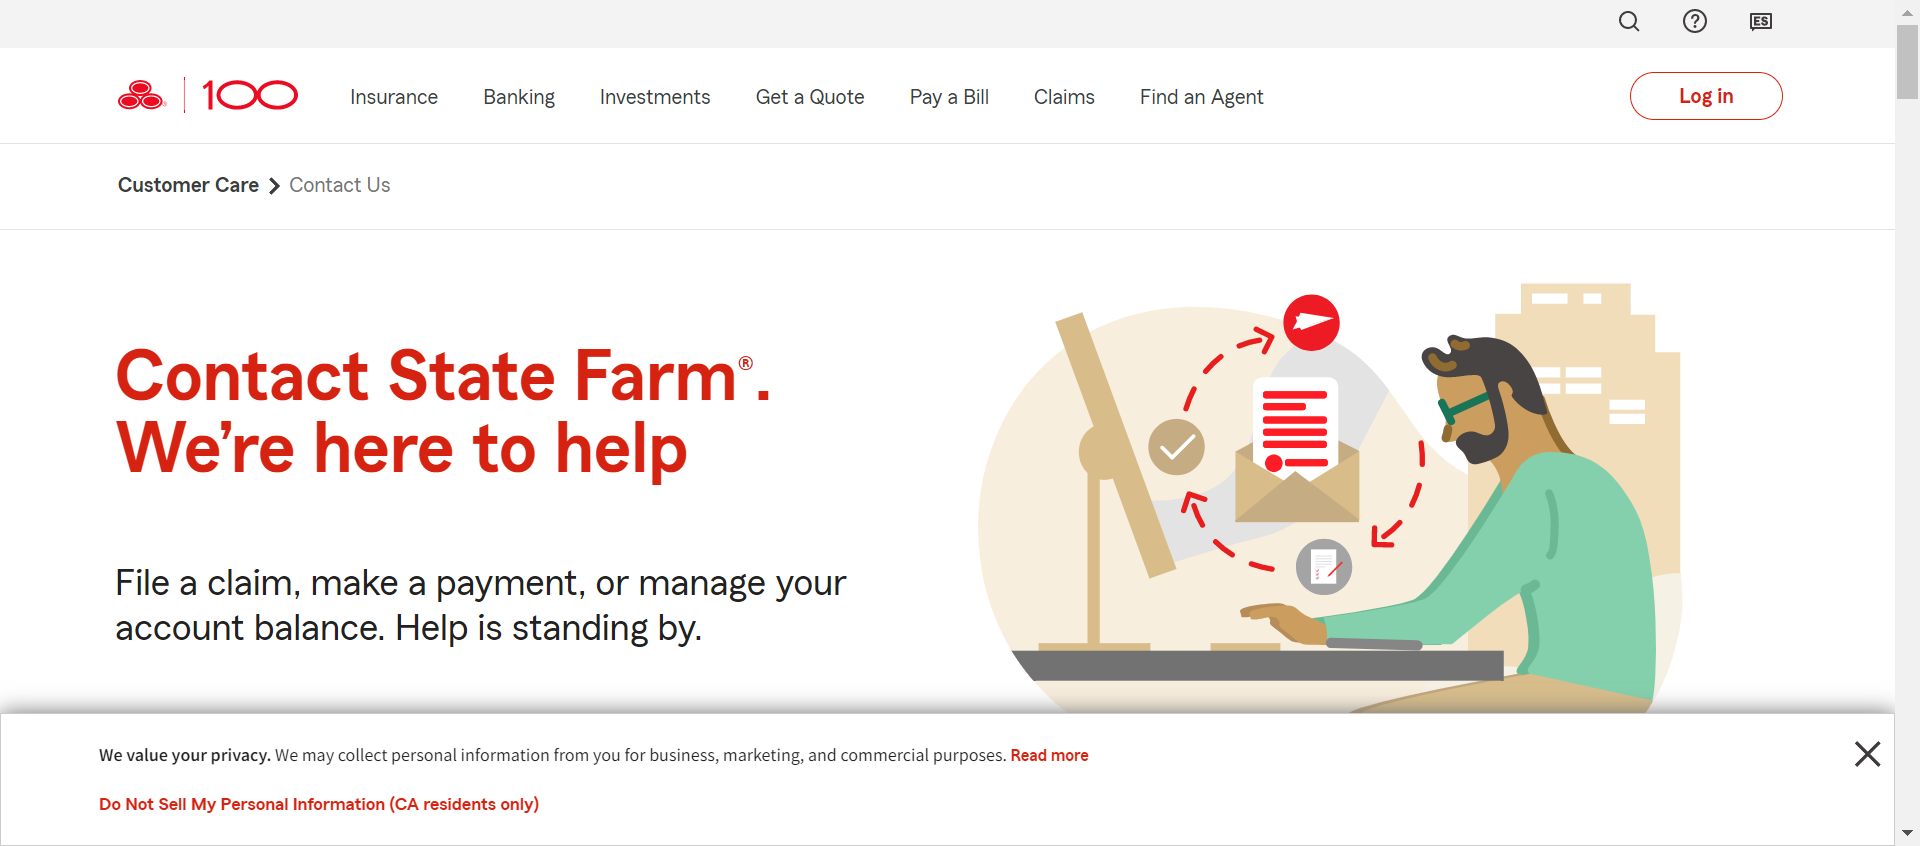 ES
100
Insurance
Banking
Investments
Get a Quote
Pay a Bill
Claims
Find an Agent
Log in
Customer Care
Contact Us
Contact State Farm®.
We’re here to help
File a claim, make a payment, or manage your
account balance. Help is standing by.
We value your privacy. We may collect personal information from you for business, marketing, and commercial purposes. Read more
Do Not Sell My Personal Information (CA residents only)